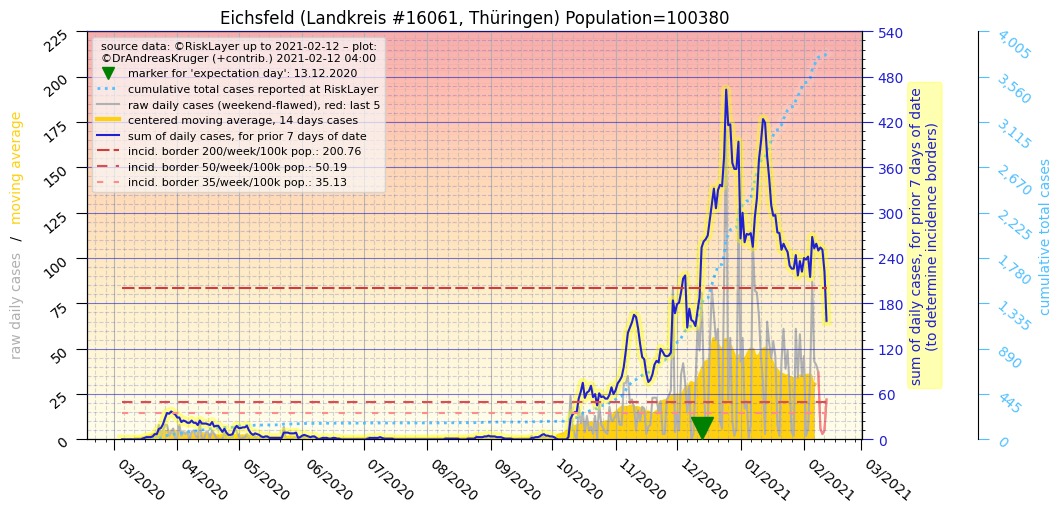 Eichsfeld (Landkreis #16061, Thüringen) Population=100380
source data: ©RiskLayer up to 2021-02-12 – plot:
©DrAndreasKruger (+contrib.) 2021-02-12 04:00
marker for 'expectation day': 13.12.2020
cumulative total cases reported at RiskLayer
raw daily cases (weekend-flawed), red: last 5
centered moving average, 14 days cases
sum of daily cases, for prior 7 days of date
incid. border 200/week/100k pop.: 200.76
incid. border 50/week/100k pop.: 50.19
incid. border 35/week/100k pop.: 35.13
raw daily cases / moving average
225
200
175
150
125
100
75
50
25
0
03/2020
04/2020
05/2020
06/2020
07/2020
08/2020
09/2020
10/2020
11/2020
12/2020
01/2021
02/2021
03/2021
540
480
420
360
300
240
180
120
60
0
sum of daily cases, for prior 7 days of date
(to determine incidence borders)
4,005
3,560
3,115
2,670
2,225
1,780
1,335
890
445
0
cumulative total cases